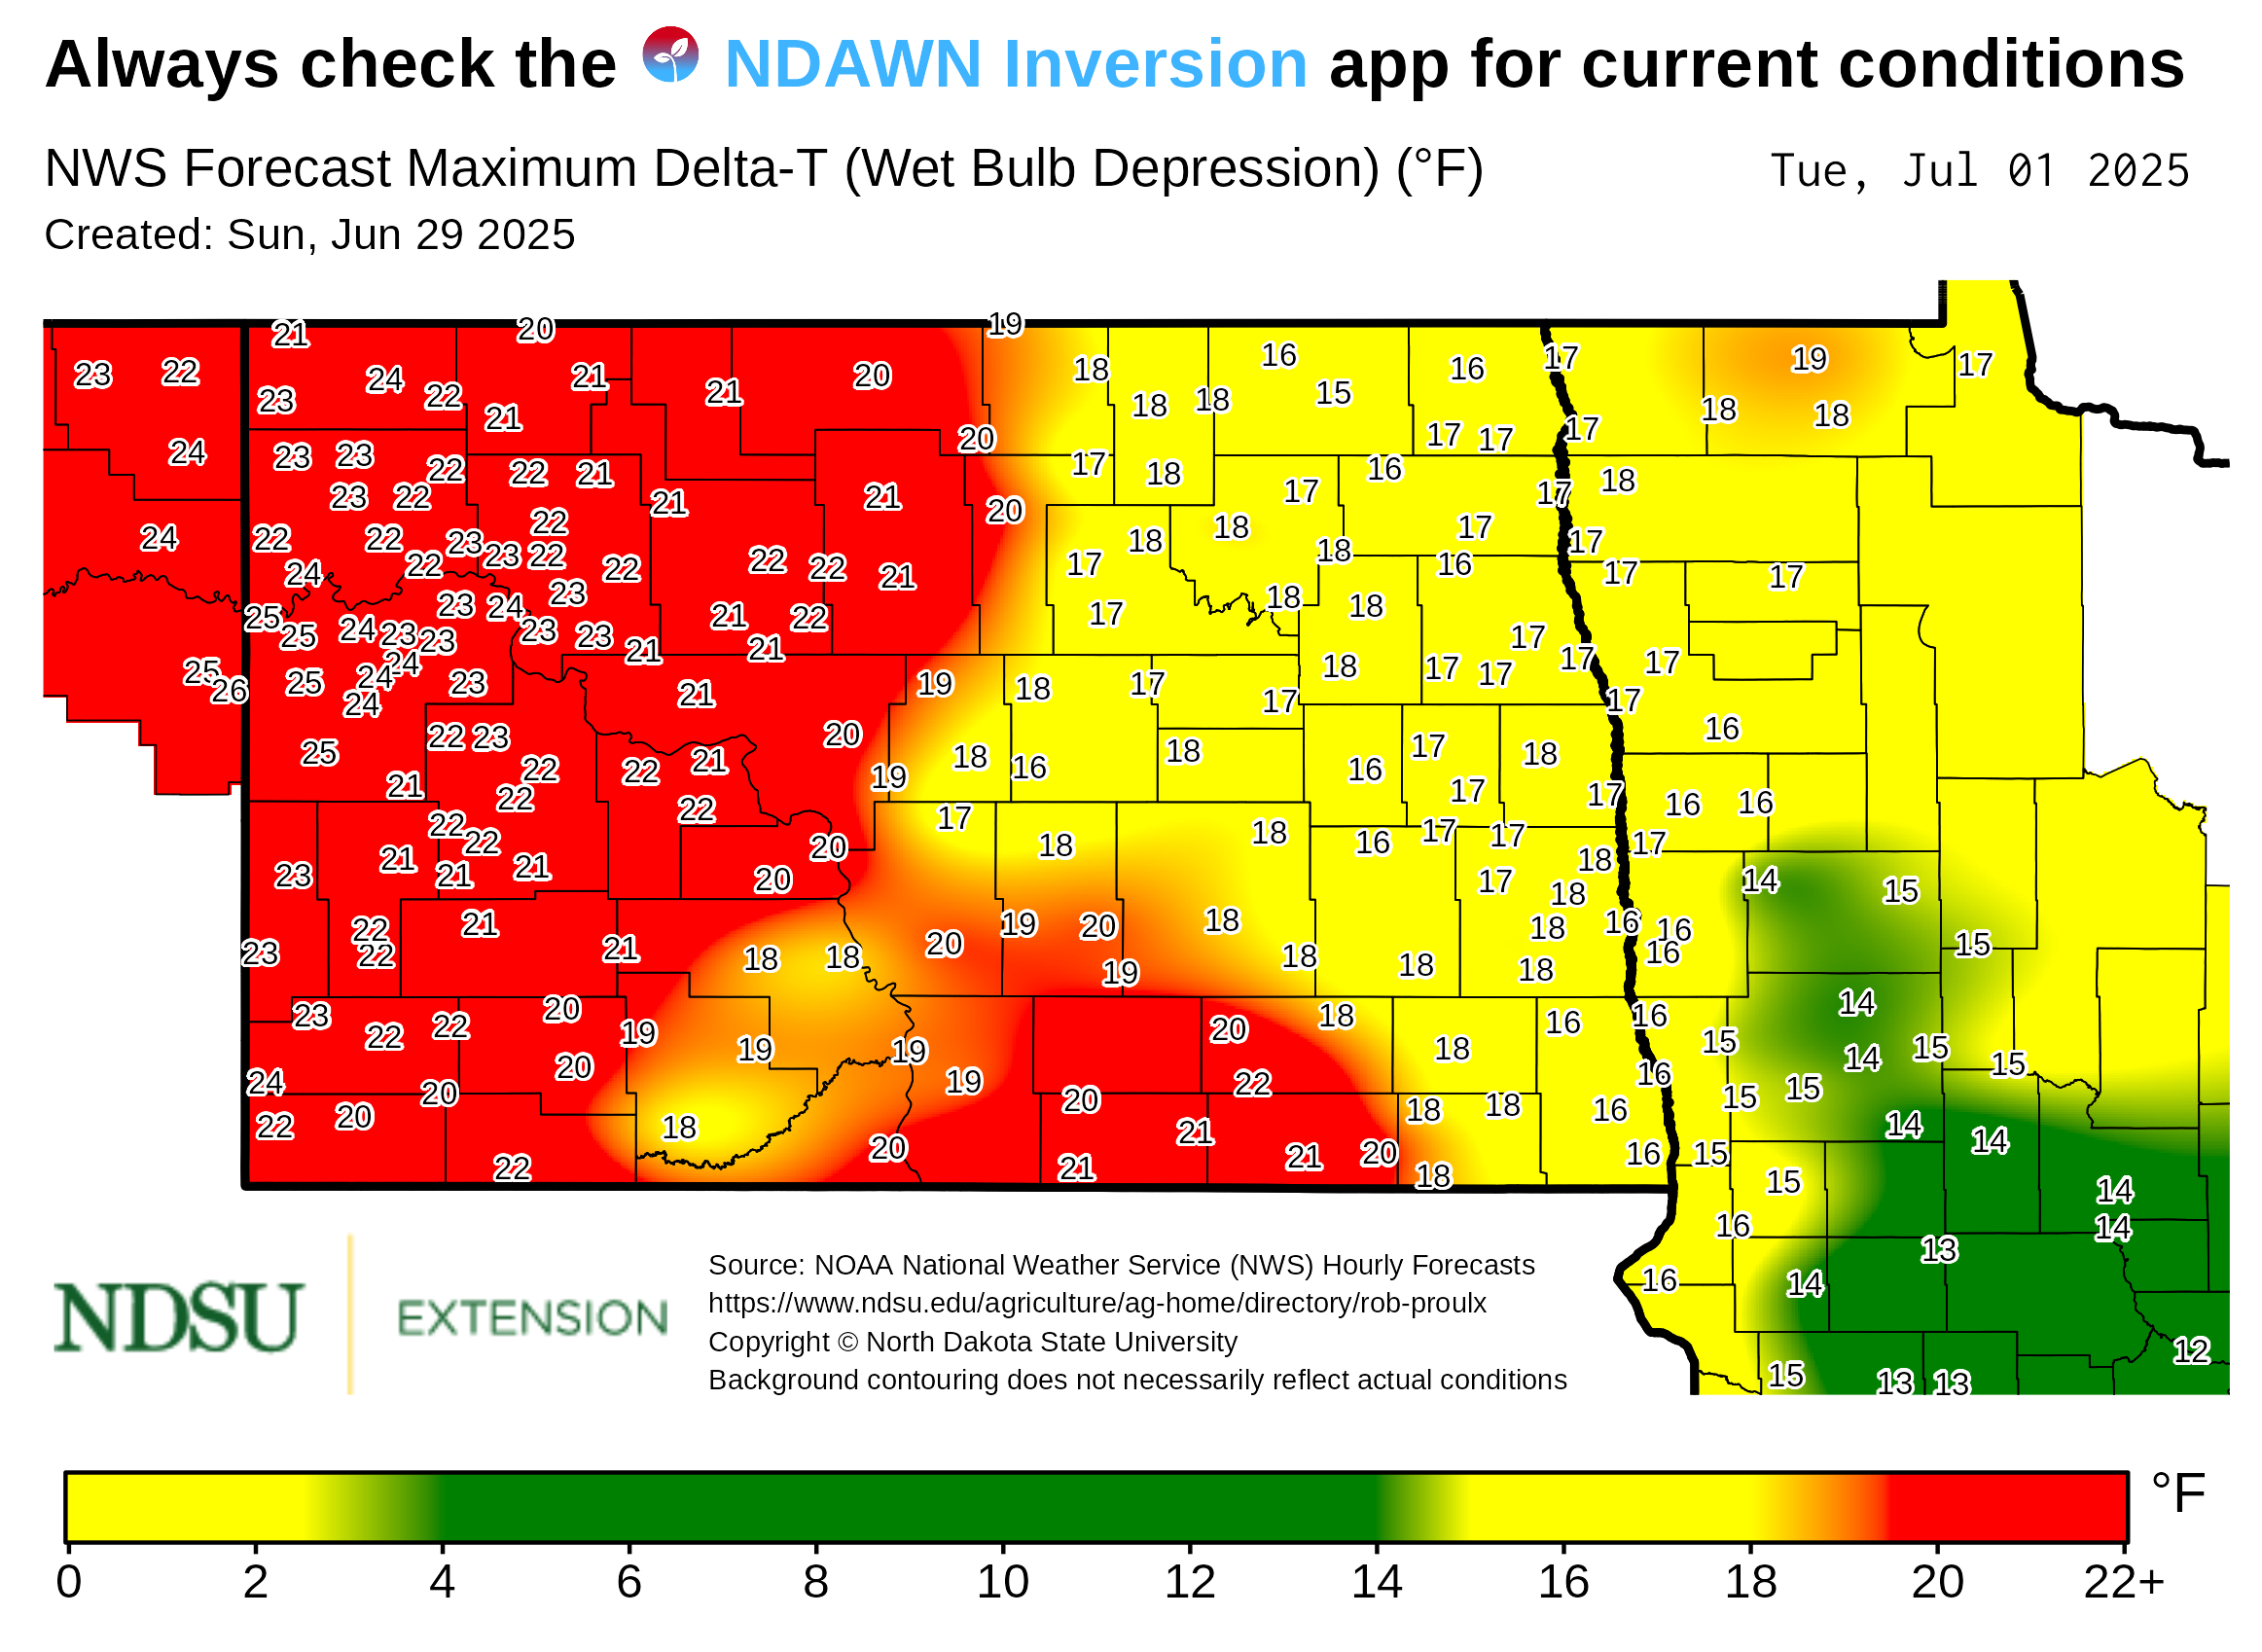 Always check the NDAWN Inversion app for current conditions
NWS Forecast Maximum Delta-T (Wet Bulb Depression) (°F)
Tue, Jul 01 2025
Created: Sun, Jun 29 2025
21 20 19
23 22 24 22 21 21 20 18 16 15 16 17 19 17
23 21 18 18 18 18
24 20 17 17 17
23 23 22 22 21 17 18 16
23 22 21 21 20 17 17 18
24 22 22 22 18 18 17 17
23 23 22 22 22 22 21 17 18 16
24 22 23 17 17 17
25 23 24 21 22 17 18 18
25 24 23 23 23 23 21 21 17
25 24 24 23 19 18 17 18 17 17 17 17
26 25 24 21 17 17
22 23 20 16
25 22 22 21 18 16 18 16 17 18
21 22 19 17 17 16 16
22 22 17 18 16 17 17 17
22 21 20 18 18
23 21 21 21 20 17 18 14 15
22 21 21 19 20 18 18 16 16
23 22 18 18 20 19 18 18 18 16 15
23 22 22 20 19 20 18 16 16 14
19 19 18 15 15
24 20 20 19 22 16 14 15
22 20 18 20 18 18 16 15 15
22 20 21 21 21 20 18 16 15 14 14
15 14
16 14
13
16 14
NDSU EXTENSION
Source: NOAA National Weather Service (NWS) Hourly Forecasts
https://www.ndsu.edu/agriculture/ag-home/directory/rob-proulx
Copyright © North Dakota State University
Background contouring does not necessarily reflect actual conditions
12
15 13 13
°F
0 2 4 6 8 10 12 14 16 18 20 22+